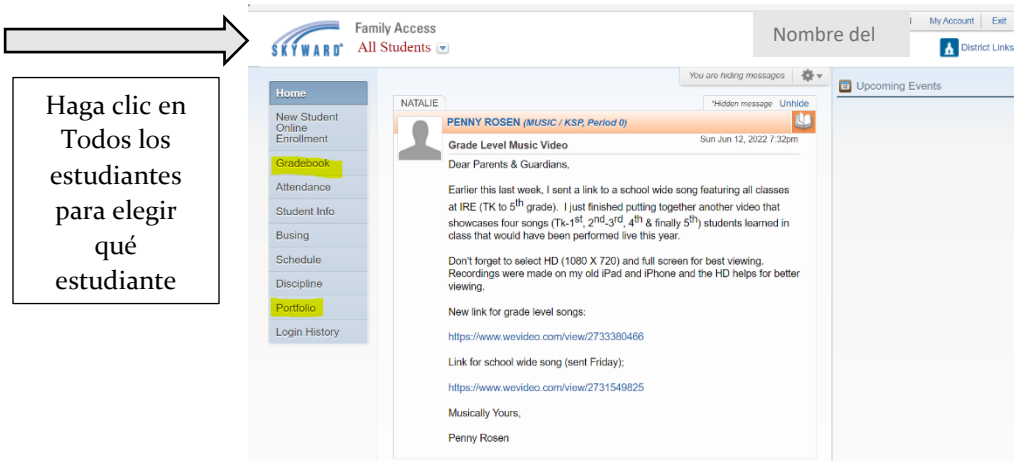 Haga clic en
Todos los
estudiantes
para elegir
qué
estudiante
SKYWARD
Family Access
All Students
Nombre del
My Account
Exit
District Links
Home
New Student
Online
Enrollment
Gradebook
Attendance
Student Info
Busing
Schedule
Discipline
Portfolio
Login History
You are hiding messages
NATALIE
*Hidden message Unhide
PENNY ROSEN (MUSIC / KSP, Period 0)
Grade Level Music Video
Sun Jun 12, 2022 7:32pm
Dear Parents & Guardians,
Earlier this last week, I sent a link to a school wide song featuring all classes
at IRE (TK to 5th grade). I just finished putting together another video that
showcases four songs (Tk-1st, 2nd-3rd, 4th & finally 5th) students learned in
class that would have been performed live this year.
Don't forget to select HD (1080 X 720) and full screen for best viewing.
Recordings were made on my old iPad and iPhone and the HD helps for better
viewing.
New link for grade level songs:
https://www.wevideo.com/view/2733380466
Link for school wide song (sent Friday);
https://www.wevideo.com/view/2731549825
Musically Yours,
Penny Rosen
Upcoming Events